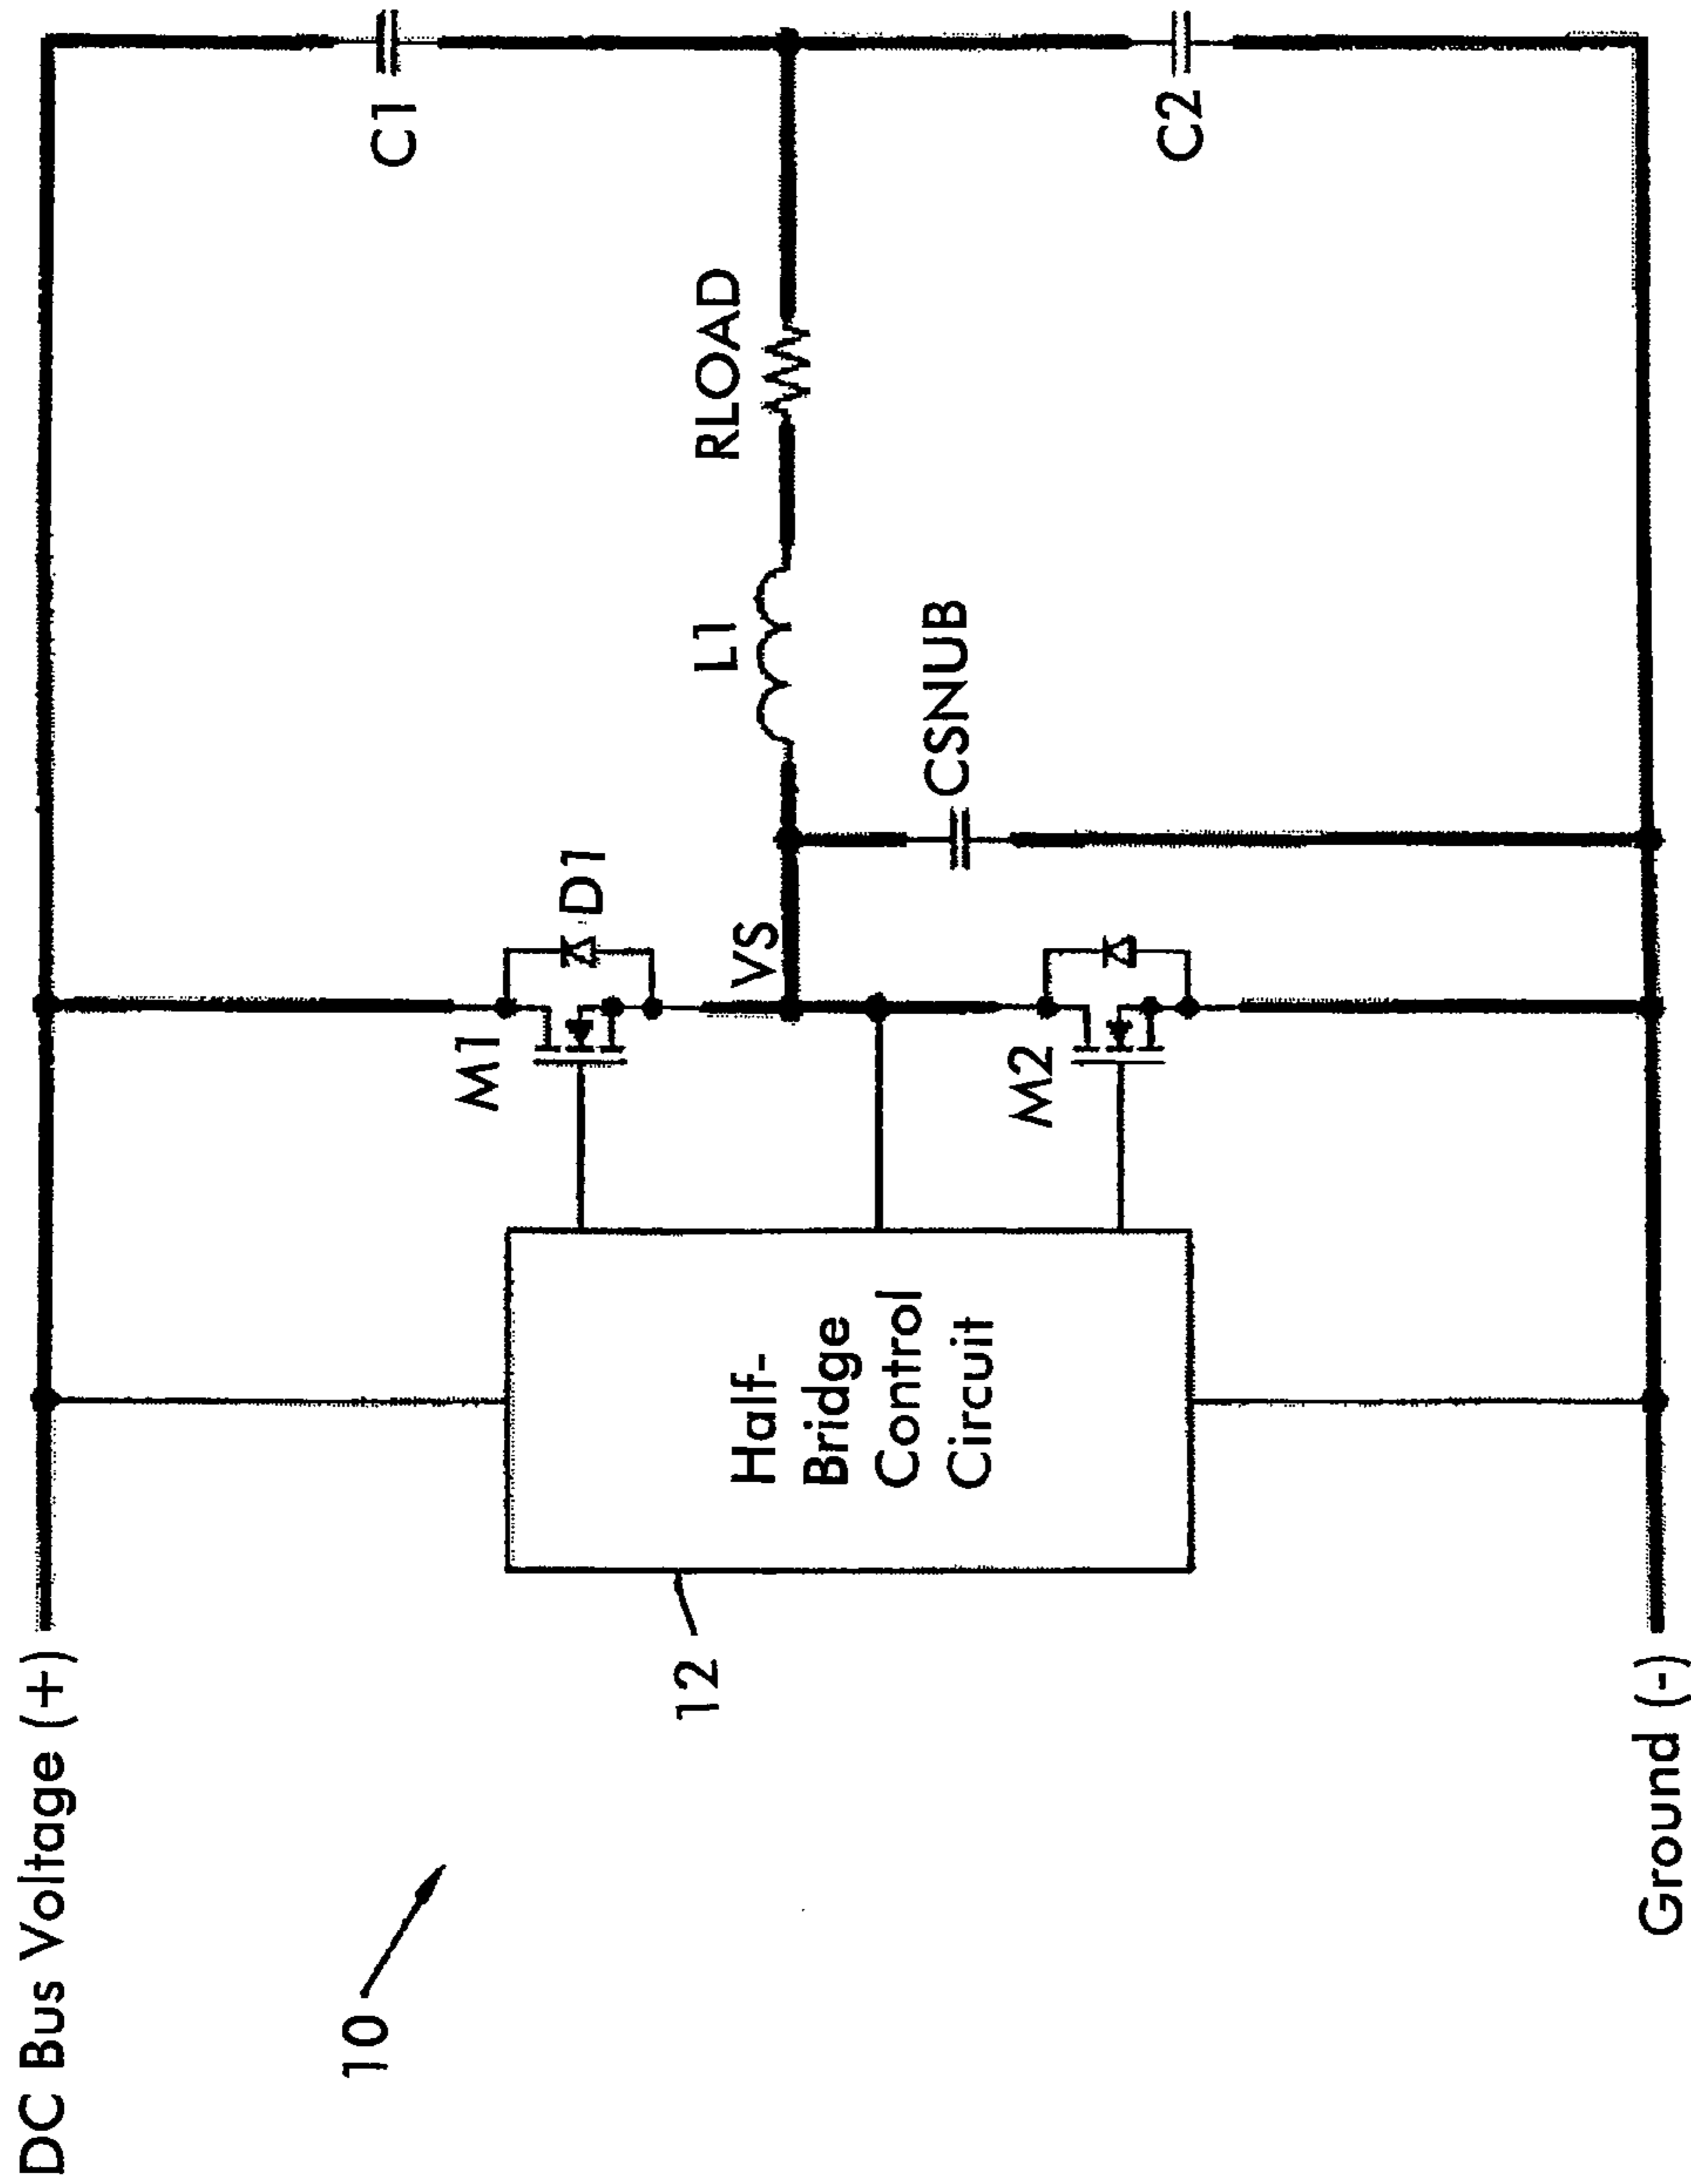 DC Bus Voltage (+)
C1
M1
D1
10
VS
L1
RLOAD
12
Half-
Bridge
Control
Circuit
CSNUB
M2
C2
Ground (-)